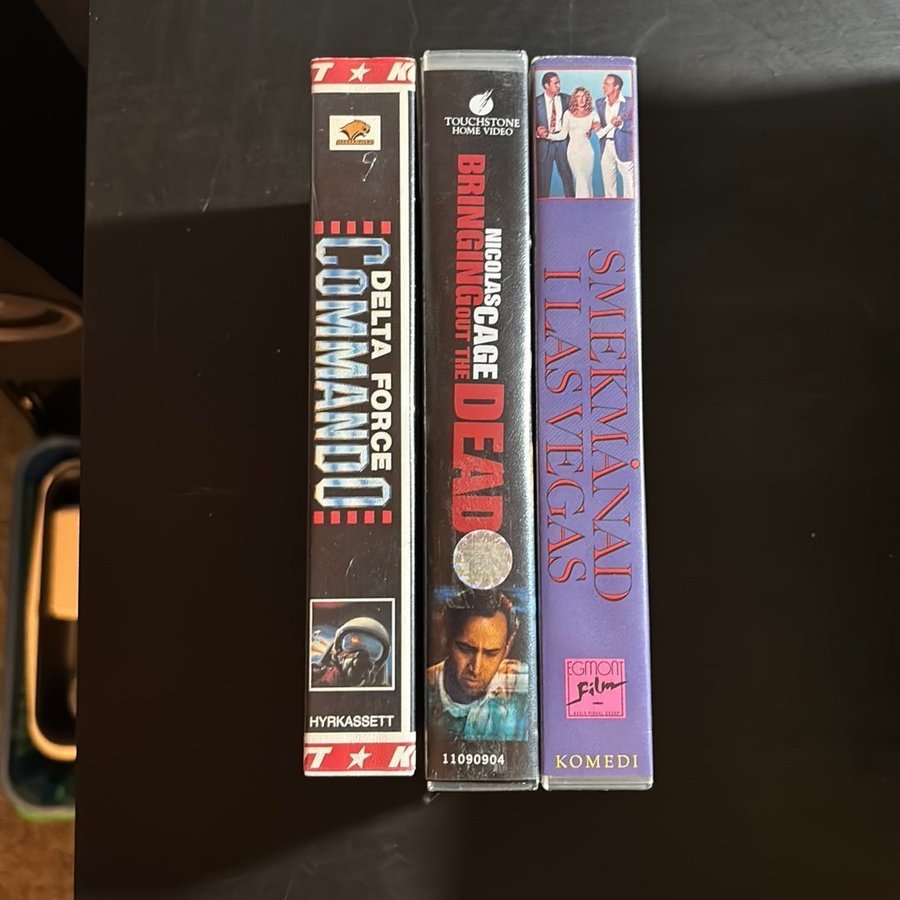 T ★ K
9
DELTA FORCE
COMMANDO
HYRKASSETT
T ★ K
TOUCHSTONE
HOME VIDEO
NICOLAS CAGE
BRINGING OUT THE DEAD
11090904
SMEKMÅNAD
I LAS VEGAS
EGMONT
Film
KOMEDI